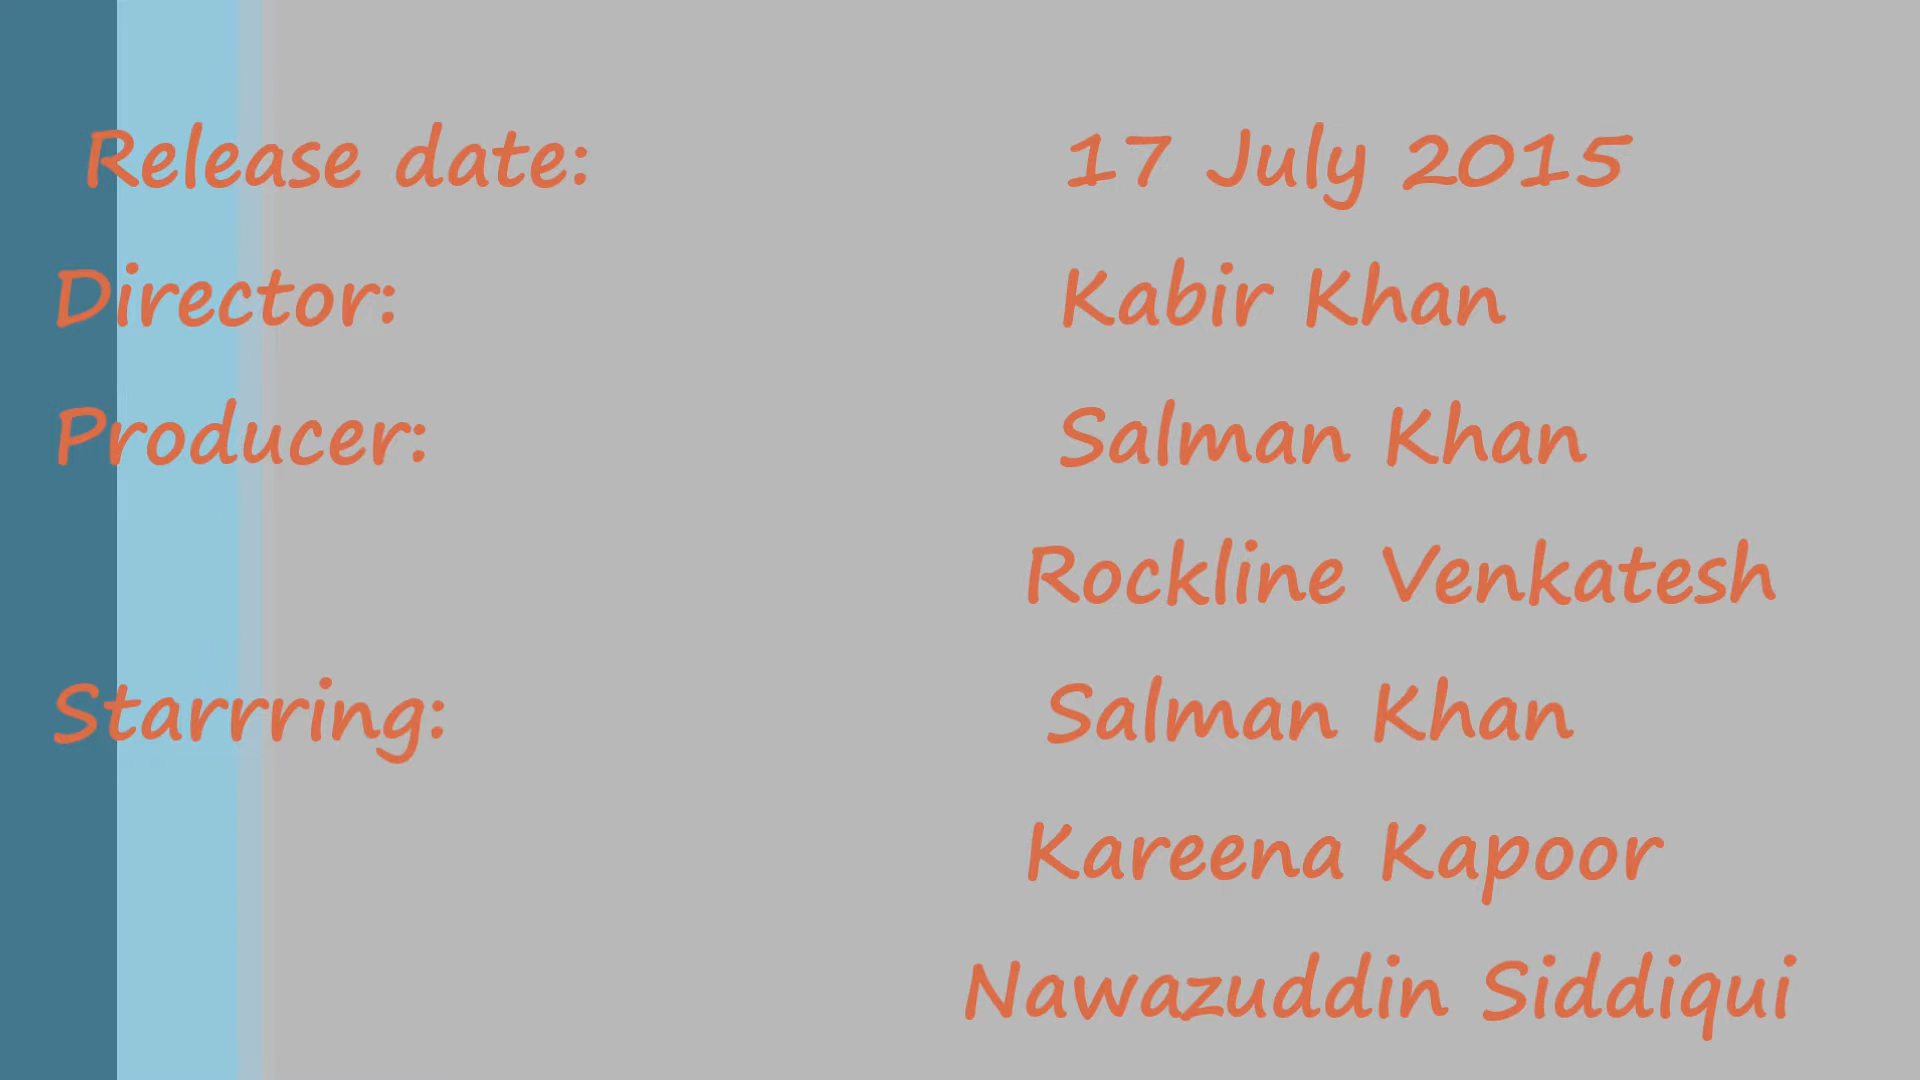 Release date: 17 July 2015
Director: Kabir Khan
Producer: Salman Khan
Rockline Venkatesh
Starrring: Salman Khan
Kareena Kapoor
Nawazuddin Siddiqui